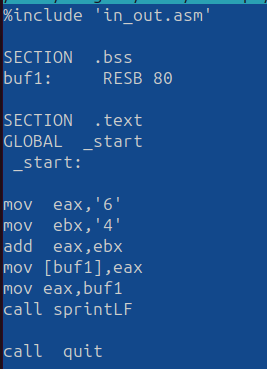 %include 'in_out.asm'
SECTION  .bss
buf1:      RESB 80
SECTION  .text
GLOBAL  _start
 _start:
mov  eax,'6'
mov  ebx,'4'
add  eax,ebx
mov [buf1],eax
mov eax,buf1
call sprintLF
call  quit